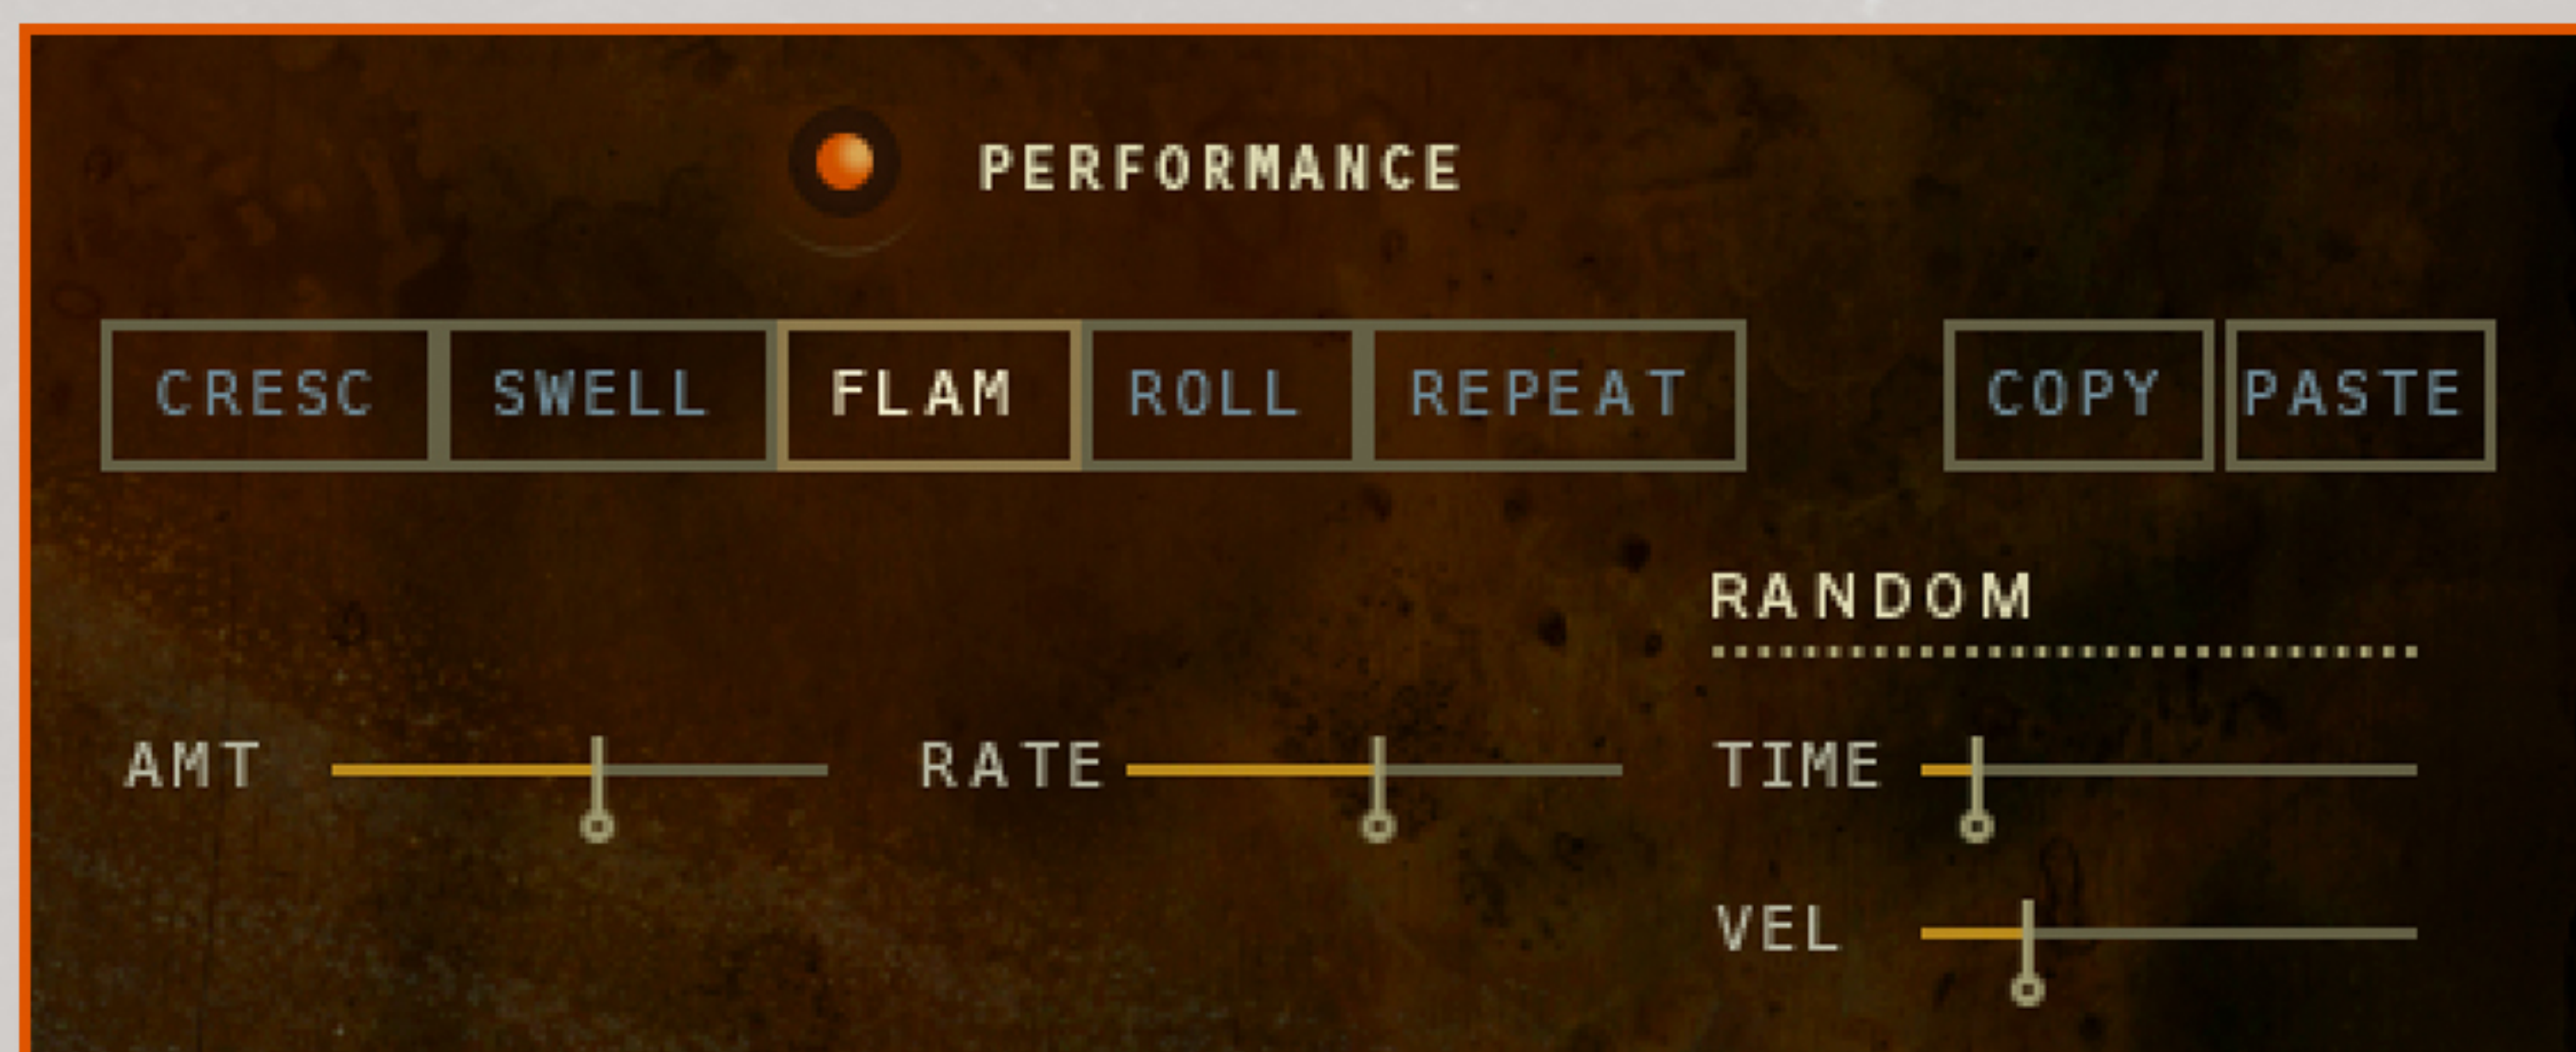 PERFORMANCE
CRESC SWELL FLAM ROLL REPEAT COPY PASTE
RANDOM
AMT RATE TIME
VEL